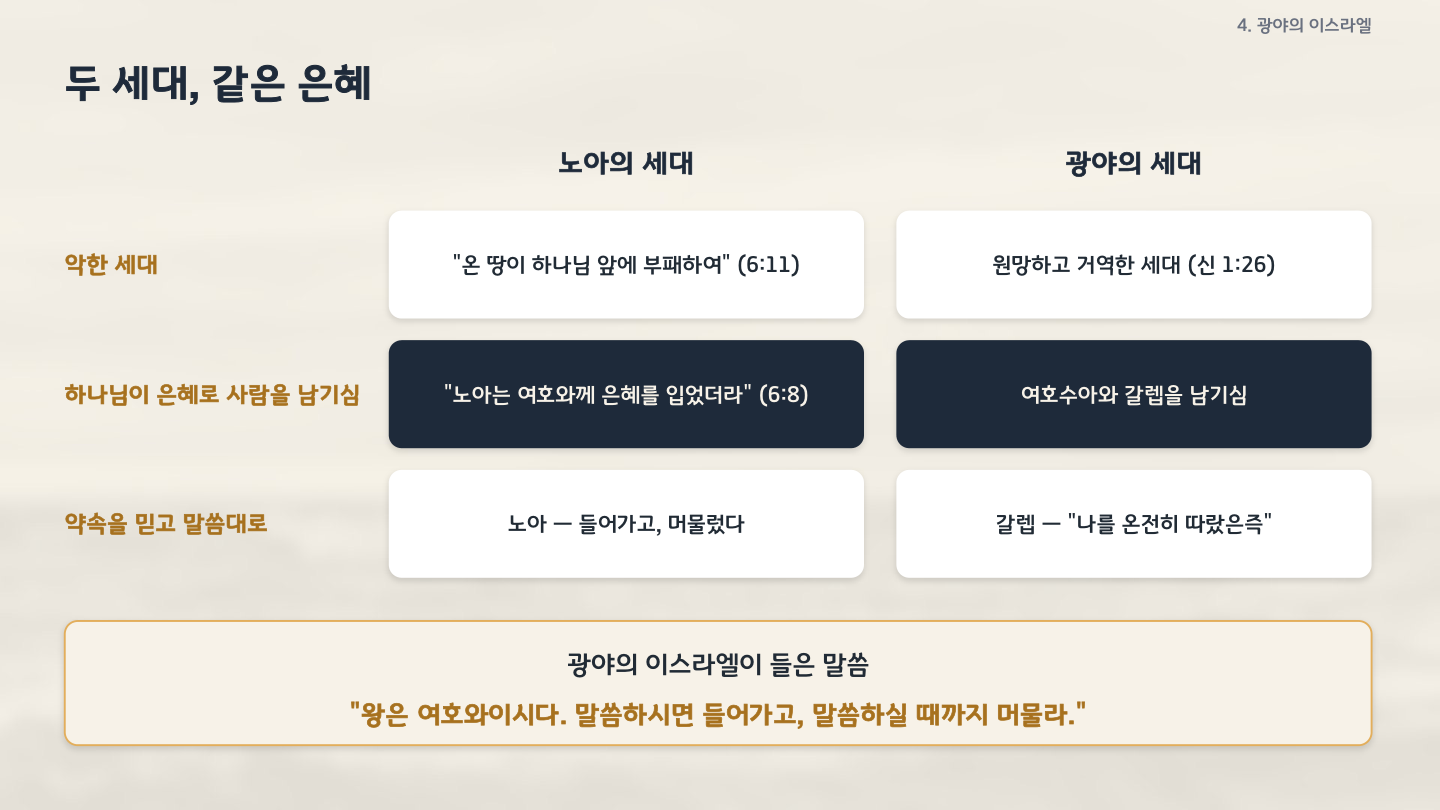 4. 광야의 이스라엘
두 세대, 같은 은혜
노아의 세대
광야의 세대
악한 세대
"온 땅이 하나님 앞에 부패하여" (6:11)
원망하고 거역한 세대 (신 1:26)
하나님이 은혜로 사람을 남기심
"노아는 여호와께 은혜를 입었더라" (6:8)
여호수아와 갈렙을 남기심
약속을 믿고 말씀대로
노아 — 들어가고, 머물렀다
갈렙 — "나를 온전히 따랐은즉"
광야의 이스라엘이 들은 말씀
"왕은 여호와이시다. 말씀하시면 들어가고, 말씀하실 때까지 머물라."